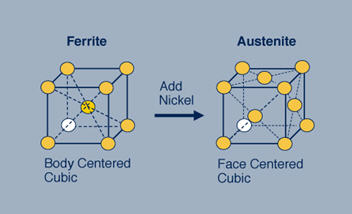 Ferrite
Austenite
Add
Nickel
Body Centered
Cubic
Face Centered
Cubic